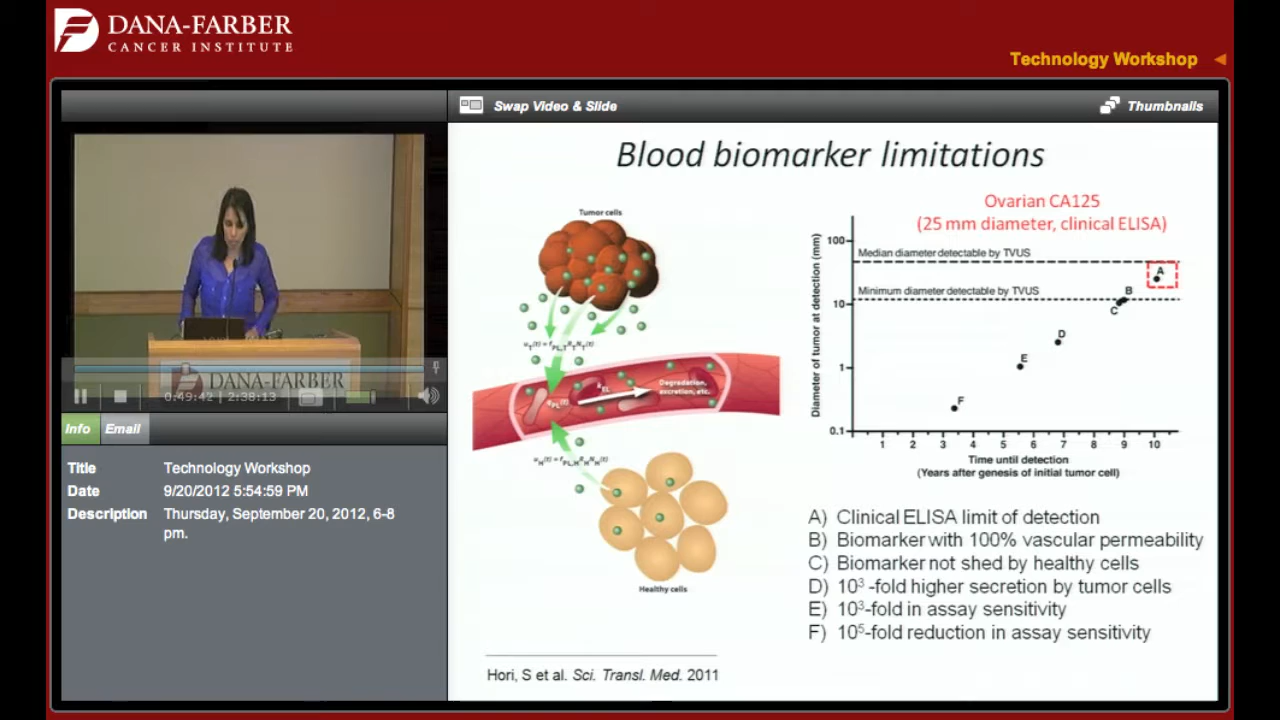 DANA-FARBER
CANCER INSTITUTE
Technology Workshop
Swap Video & Slide
Thumbnails
DANA-FARBER
0:49:42 2:38:13
Info
Email
Title Technology Workshop
Date 9/20/2012 5:54:59 PM
Description Thursday, September 20, 2012, 6-8
pm.
Blood biomarker limitations
Tumor cells
Degradation,
excretion, etc.
Healthy cells
Hori, S et al. Sci. Transl. Med. 2011
Ovarian CA125
(25 mm diameter, clinical ELISA)
Diameter of tumor at detection (mm)
100
10
1
0.1
Median diameter detectable by TVUS
Minimum diameter detectable by TVUS
A
B
C
D
E
F
1 2 3 4 5 6 7 8 9 10
Time until detection
(Years after genesis of initial tumor cell)
A) Clinical ELISA limit of detection
B) Biomarker with 100% vascular permeability
C) Biomarker not shed by healthy cells
D) 10³ -fold higher secretion by tumor cells
E) 10³-fold in assay sensitivity
F) 10⁵-fold reduction in assay sensitivity